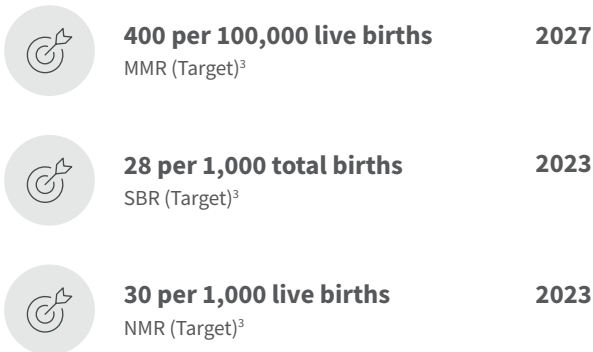 400 per 100,000 live births 2027
MMR (Target)³
28 per 1,000 total births 2023
SBR (Target)³
30 per 1,000 live births 2023
NMR (Target)³